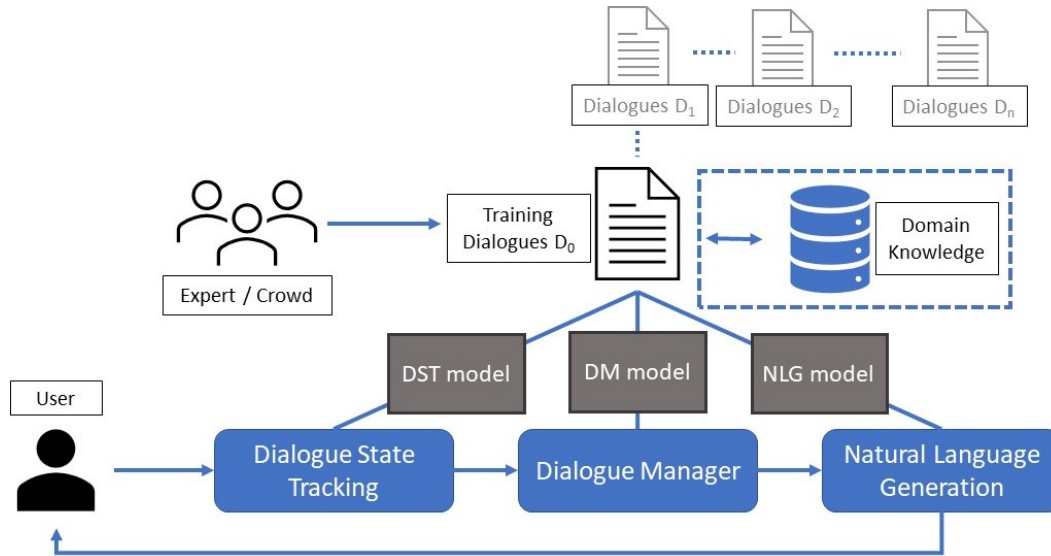 Dialogues D₁
Dialogues D₂
Dialogues Dₙ
Training
Dialogues D₀
Domain
Knowledge
Expert / Crowd
DST model
DM model
NLG model
User
Dialogue State
Tracking
Dialogue Manager
Natural Language
Generation